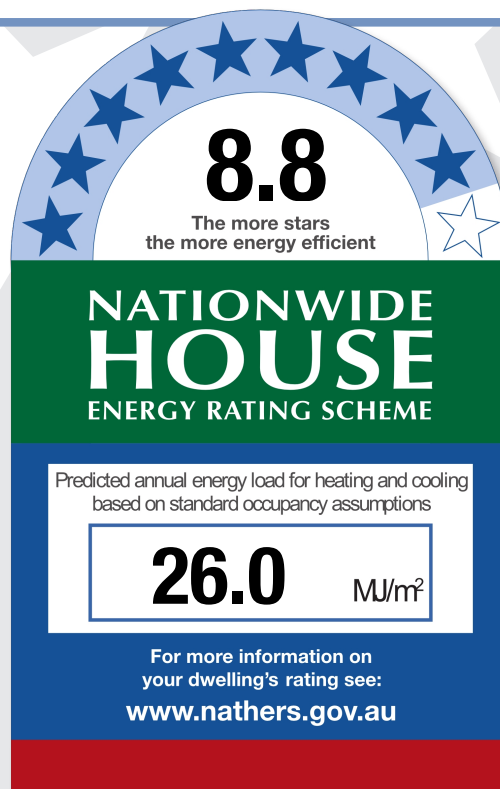 8.8
The more stars
the more energy efficient
NATIONWIDE
HOUSE
ENERGY RATING SCHEME
Predicted annual energy load for heating and cooling
based on standard occupancy assumptions
26.0 MJ/m²
For more information on
your dwelling's rating see:
www.nathers.gov.au